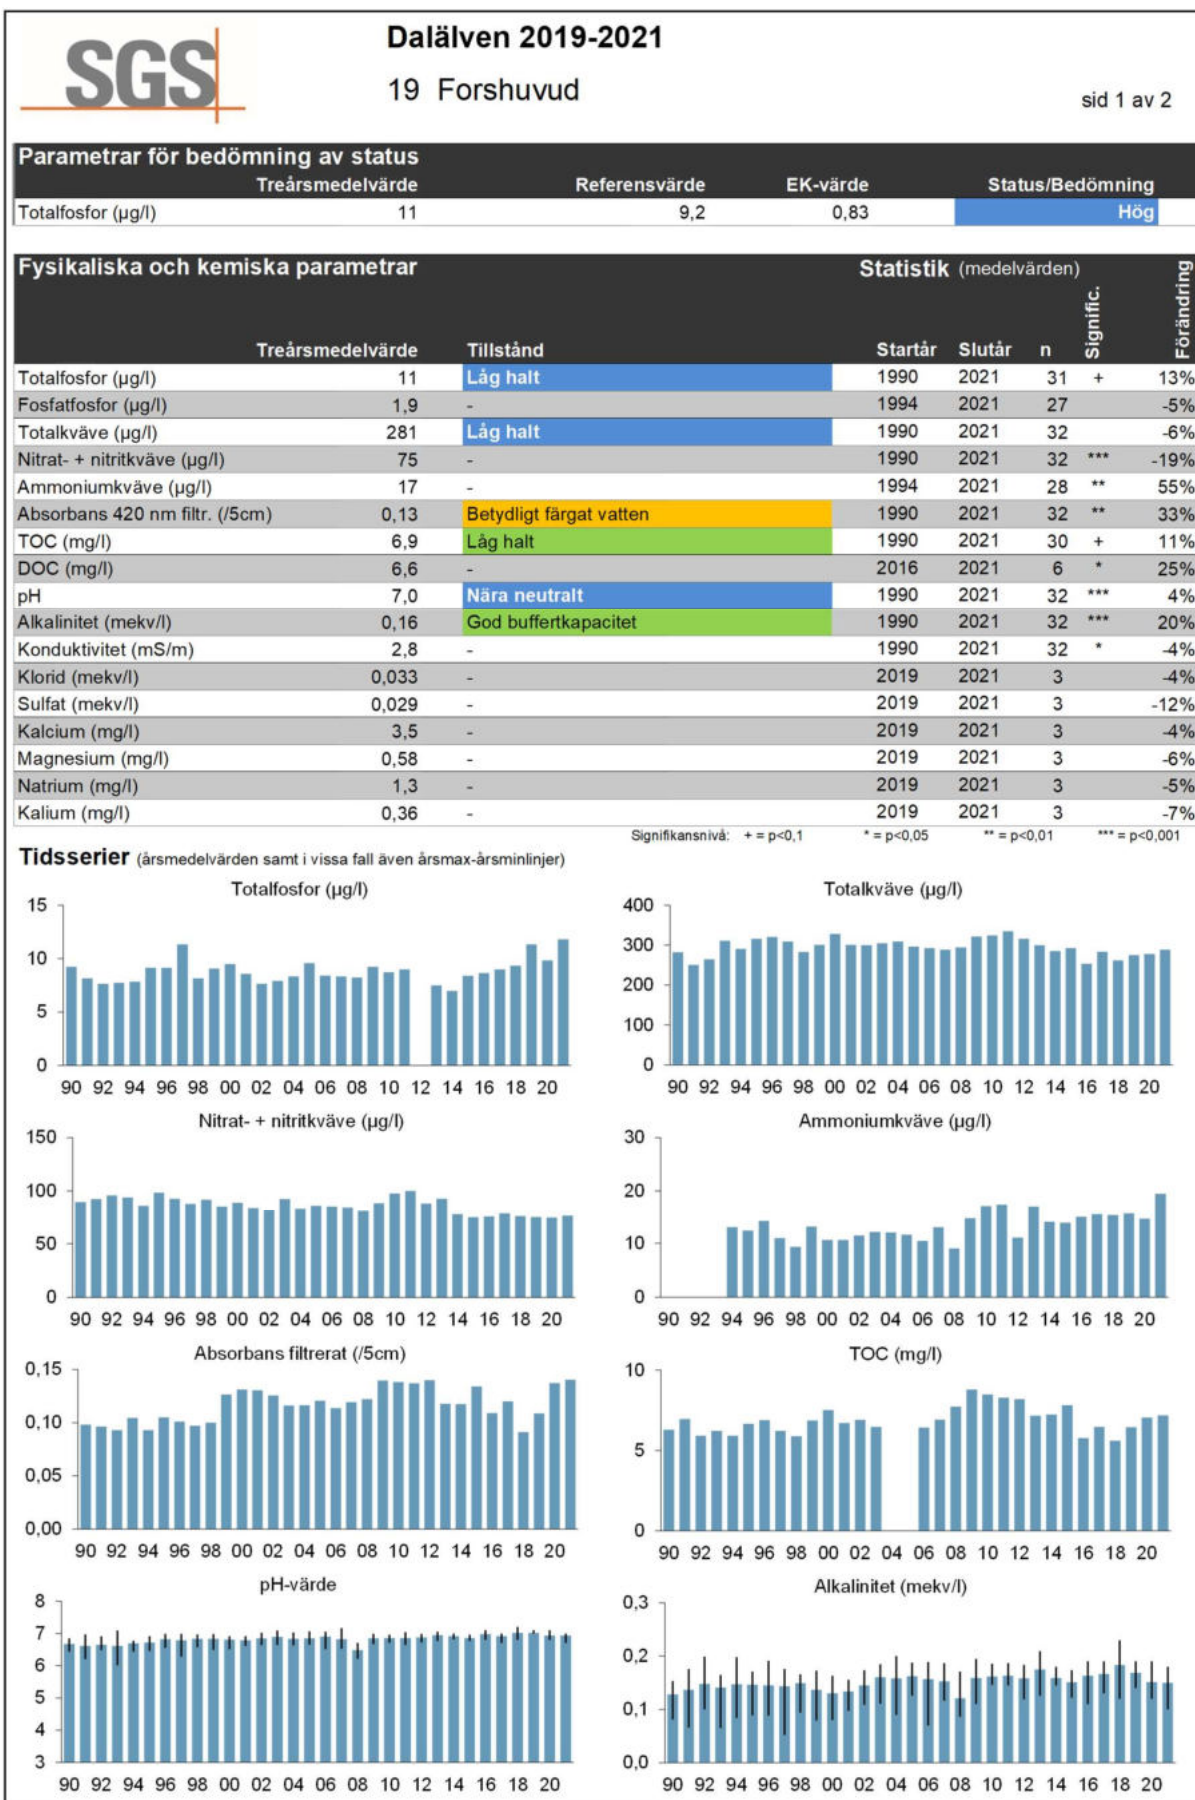 SGS
Dalälven 2019-2021
19 Forshuvud
sid 1 av 2
Parametrar för bedömning av status
Treårsmedelvärde Referensvärde EK-värde Status/Bedömning
Totalfosfor (µg/l) 11 9,2 0,83 Hög
Fysikaliska och kemiska parametrar Statistik (medelvärden)
Treårsmedelvärde Tillstånd Startår Slutår n Signific. Förändring
Totalfosfor (µg/l) 11 Låg halt 1990 2021 31 + 13%
Fosfatfosfor (µg/l) 1,9 - 1994 2021 27 -5%
Totalkväve (µg/l) 281 Låg halt 1990 2021 32 -6%
Nitrat- + nitritkväve (µg/l) 75 - 1990 2021 32 *** -19%
Ammoniumkväve (µg/l) 17 - 1994 2021 28 ** 55%
Absorbans 420 nm filtr. (/5cm) 0,13 Betydligt färgat vatten 1990 2021 32 ** 33%
TOC (mg/l) 6,9 Låg halt 1990 2021 30 + 11%
DOC (mg/l) 6,6 - 2016 2021 6 * 25%
pH 7,0 Nära neutralt 1990 2021 32 *** 4%
Alkalinitet (mekv/l) 0,16 God buffertkapacitet 1990 2021 32 *** 20%
Konduktivitet (mS/m) 2,8 - 1990 2021 32 * -4%
Klorid (mekv/l) 0,033 - 2019 2021 3 -4%
Sulfat (mekv/l) 0,029 - 2019 2021 3 -12%
Kalcium (mg/l) 3,5 - 2019 2021 3 -4%
Magnesium (mg/l) 0,58 - 2019 2021 3 -6%
Natrium (mg/l) 1,3 - 2019 2021 3 -5%
Kalium (mg/l) 0,36 - 2019 2021 3 -7%
Signifikansnivå: + = p<0,1 * = p<0,05 ** = p<0,01 *** = p<0,001
Tidsserier (årsmedelvärden samt i vissa fall även årsmax-årsminlinjer)
Totalfosfor (µg/l)
15
10
5
0
90 92 94 96 98 00 02 04 06 08 10 12 14 16 18 20
Totalkväve (µg/l)
400
300
200
100
0
90 92 94 96 98 00 02 04 06 08 10 12 14 16 18 20
Nitrat- + nitritkväve (µg/l)
150
100
50
0
90 92 94 96 98 00 02 04 06 08 10 12 14 16 18 20
Ammoniumkväve (µg/l)
30
20
10
0
90 92 94 96 98 00 02 04 06 08 10 12 14 16 18 20
Absorbans filtrerat (/5cm)
0,15
0,10
0,05
0,00
90 92 94 96 98 00 02 04 06 08 10 12 14 16 18 20
TOC (mg/l)
10
5
0
90 92 94 96 98 00 02 04 06 08 10 12 14 16 18 20
pH-värde
8
7
6
5
4
3
90 92 94 96 98 00 02 04 06 08 10 12 14 16 18 20
Alkalinitet (mekv/l)
0,3
0,2
0,1
0,0
90 92 94 96 98 00 02 04 06 08 10 12 14 16 18 20